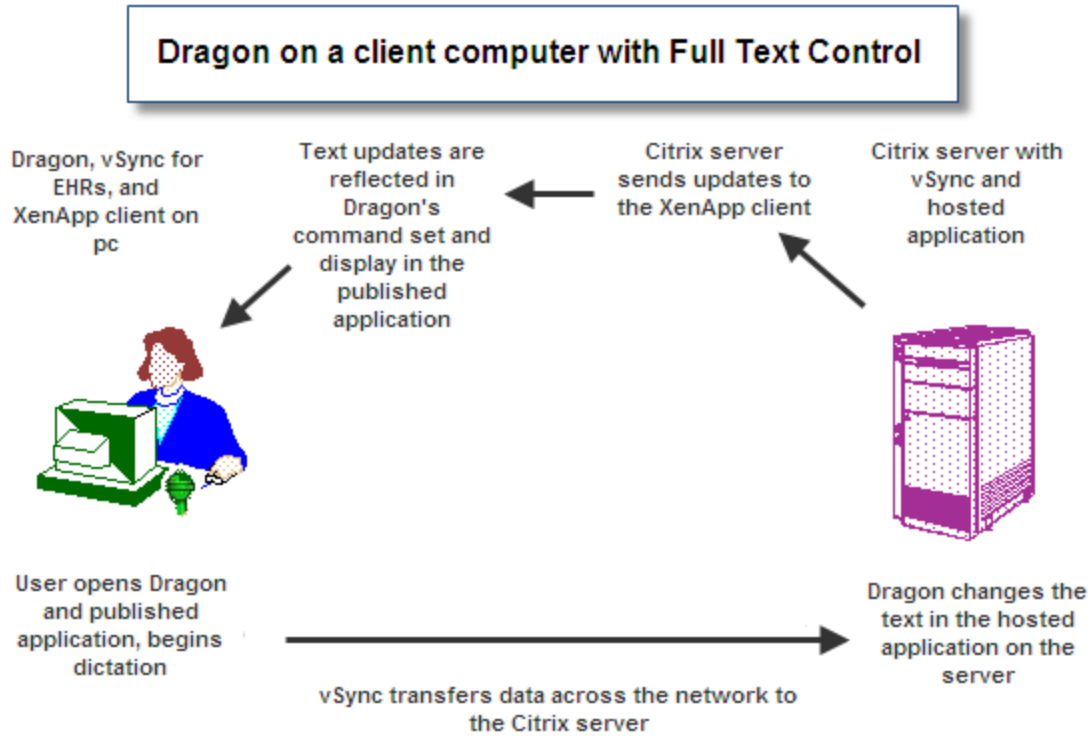 Dragon on a client computer with Full Text Control
Dragon, vSync for
EHRs, and
XenApp client on
pc
Text updates are
reflected in
Dragon's
command set and
display in the
published
application
Citrix server
sends updates to
the XenApp client
Citrix server with
vSync and
hosted
application
User opens Dragon
and published
application, begins
dictation
vSync transfers data across the network to
the Citrix server
Dragon changes the
text in the hosted
application on the
server